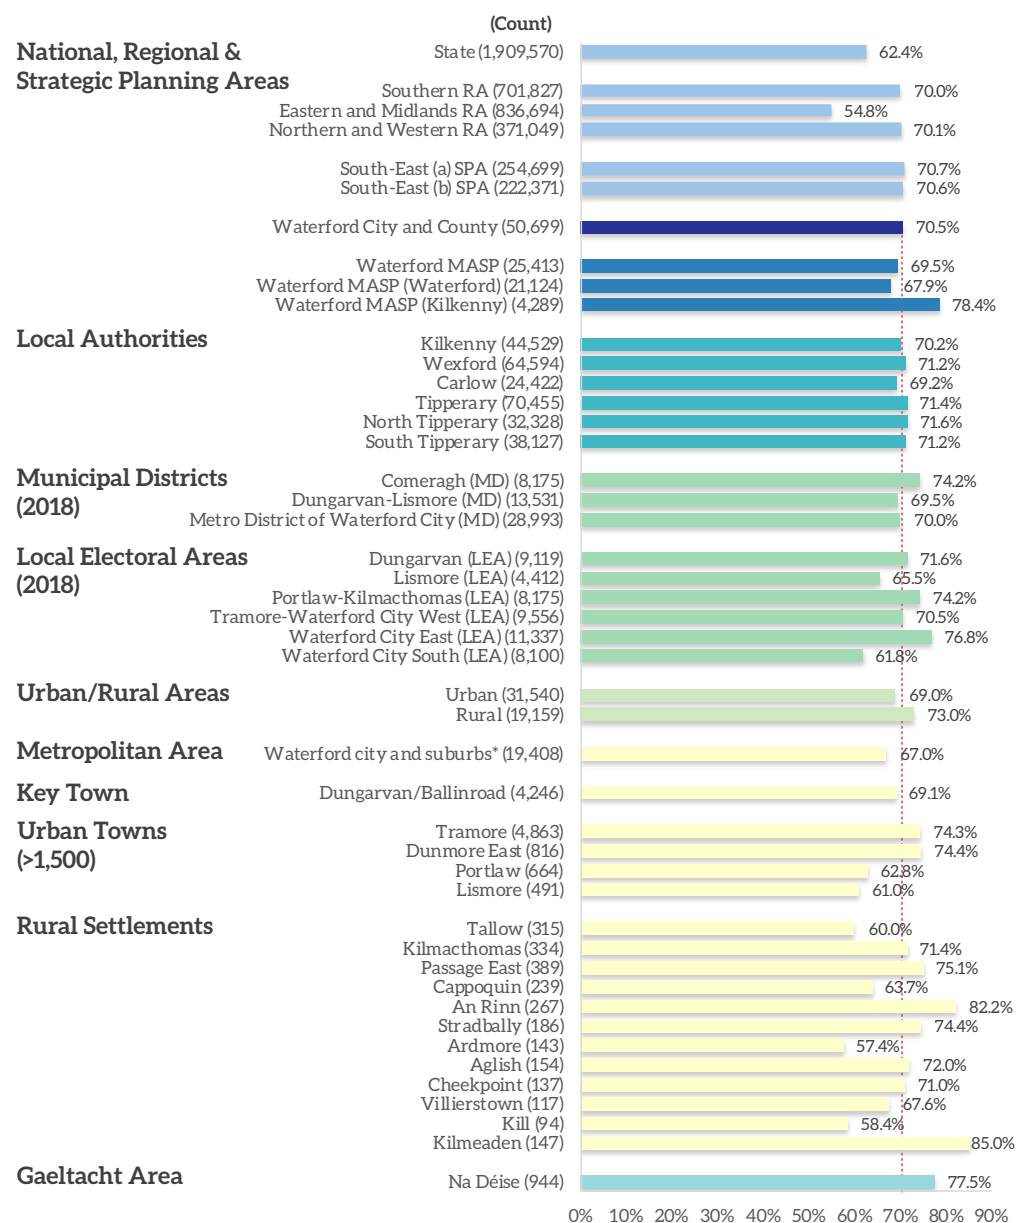 (Count)
National, Regional &
Strategic Planning Areas
State (1,909,570) 62.4%
Southern RA (701,827) 70.0%
Eastern and Midlands RA (836,694) 54.8%
Northern and Western RA (371,049) 70.1%
South-East (a) SPA (254,699) 70.7%
South-East (b) SPA (222,371) 70.6%
Waterford City and County (50,699) 70.5%
Waterford MASP (25,413) 69.5%
Waterford MASP (Waterford) (21,124) 67.9%
Waterford MASP (Kilkenny) (4,289) 78.4%
Local Authorities
Kilkenny (44,529) 70.2%
Wexford (64,594) 71.2%
Carlow (24,422) 69.2%
Tipperary (70,455) 71.4%
North Tipperary (32,328) 71.6%
South Tipperary (38,127) 71.2%
Municipal Districts
(2018)
Comeragh (MD) (8,175) 74.2%
Dungarvan-Lismore (MD) (13,531) 69.5%
Metro District of Waterford City (MD) (28,993) 70.0%
Local Electoral Areas
(2018)
Dungarvan (LEA) (9,119) 71.6%
Lismore (LEA) (4,412) 65.5%
Portlaw-Kilmacthomas (LEA) (8,175) 74.2%
Tramore-Waterford City West (LEA) (9,556) 70.5%
Waterford City East (LEA) (11,337) 76.8%
Waterford City South (LEA) (8,100) 61.8%
Urban/Rural Areas
Urban (31,540) 69.0%
Rural (19,159) 73.0%
Metropolitan Area
Waterford city and suburbs* (19,408) 67.0%
Key Town
Dungarvan/Ballinroad (4,246) 69.1%
Urban Towns
(>1,500)
Tramore (4,863) 74.3%
Dunmore East (816) 74.4%
Portlaw (664) 62.8%
Lismore (491) 61.0%
Rural Settlements
Tallow (315) 60.0%
Kilmacthomas (334) 71.4%
Passage East (389) 75.1%
Cappoquin (239) 63.7%
An Rinn (267) 82.2%
Stradbally (186) 74.4%
Ardmore (143) 57.4%
Aglish (154) 72.0%
Cheekpoint (137) 71.0%
Villierstown (117) 67.6%
Kill (94) 58.4%
Kilmeaden (147) 85.0%
Gaeltacht Area
Na Déise (944) 77.5%
0% 10% 20% 30% 40% 50% 60% 70% 80% 90%